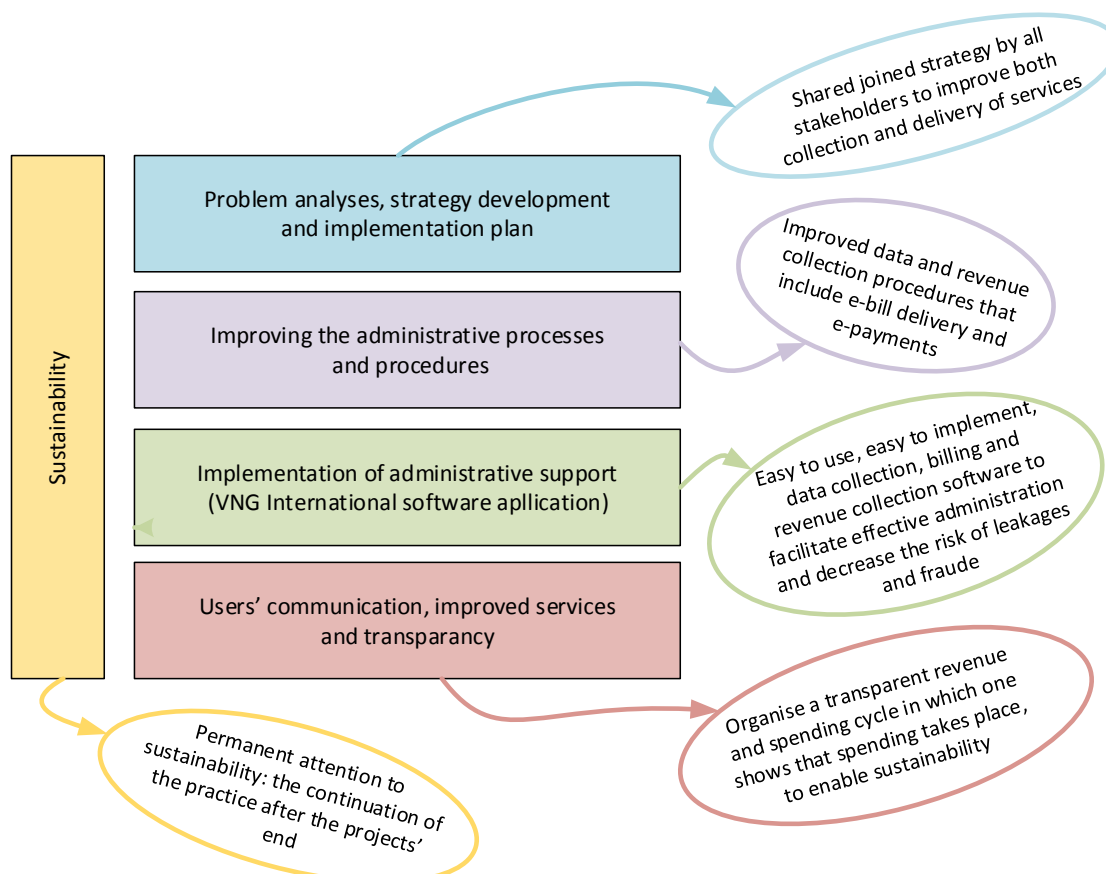 Shared joined strategy by all
stakeholders to improve both
collection and delivery of services
Problem analyses, strategy development
and implementation plan
Improved data and revenue
collection procedures that
include e-bill delivery and
e-payments
Improving the administrative processes
and procedures
Sustainability
Implementation of administrative support
(VNG International software apllication)
Easy to use, easy to implement,
data collection, billing and
revenue collection software to
facilitate effective administration
and decrease the risk of leakages
and fraude
Users’ communication, improved services
and transparancy
Organise a transparent revenue
and spending cycle in which one
shows that spending takes place,
to enable sustainability
Permanent attention to
sustainability: the continuation of
the practice after the projects’
end